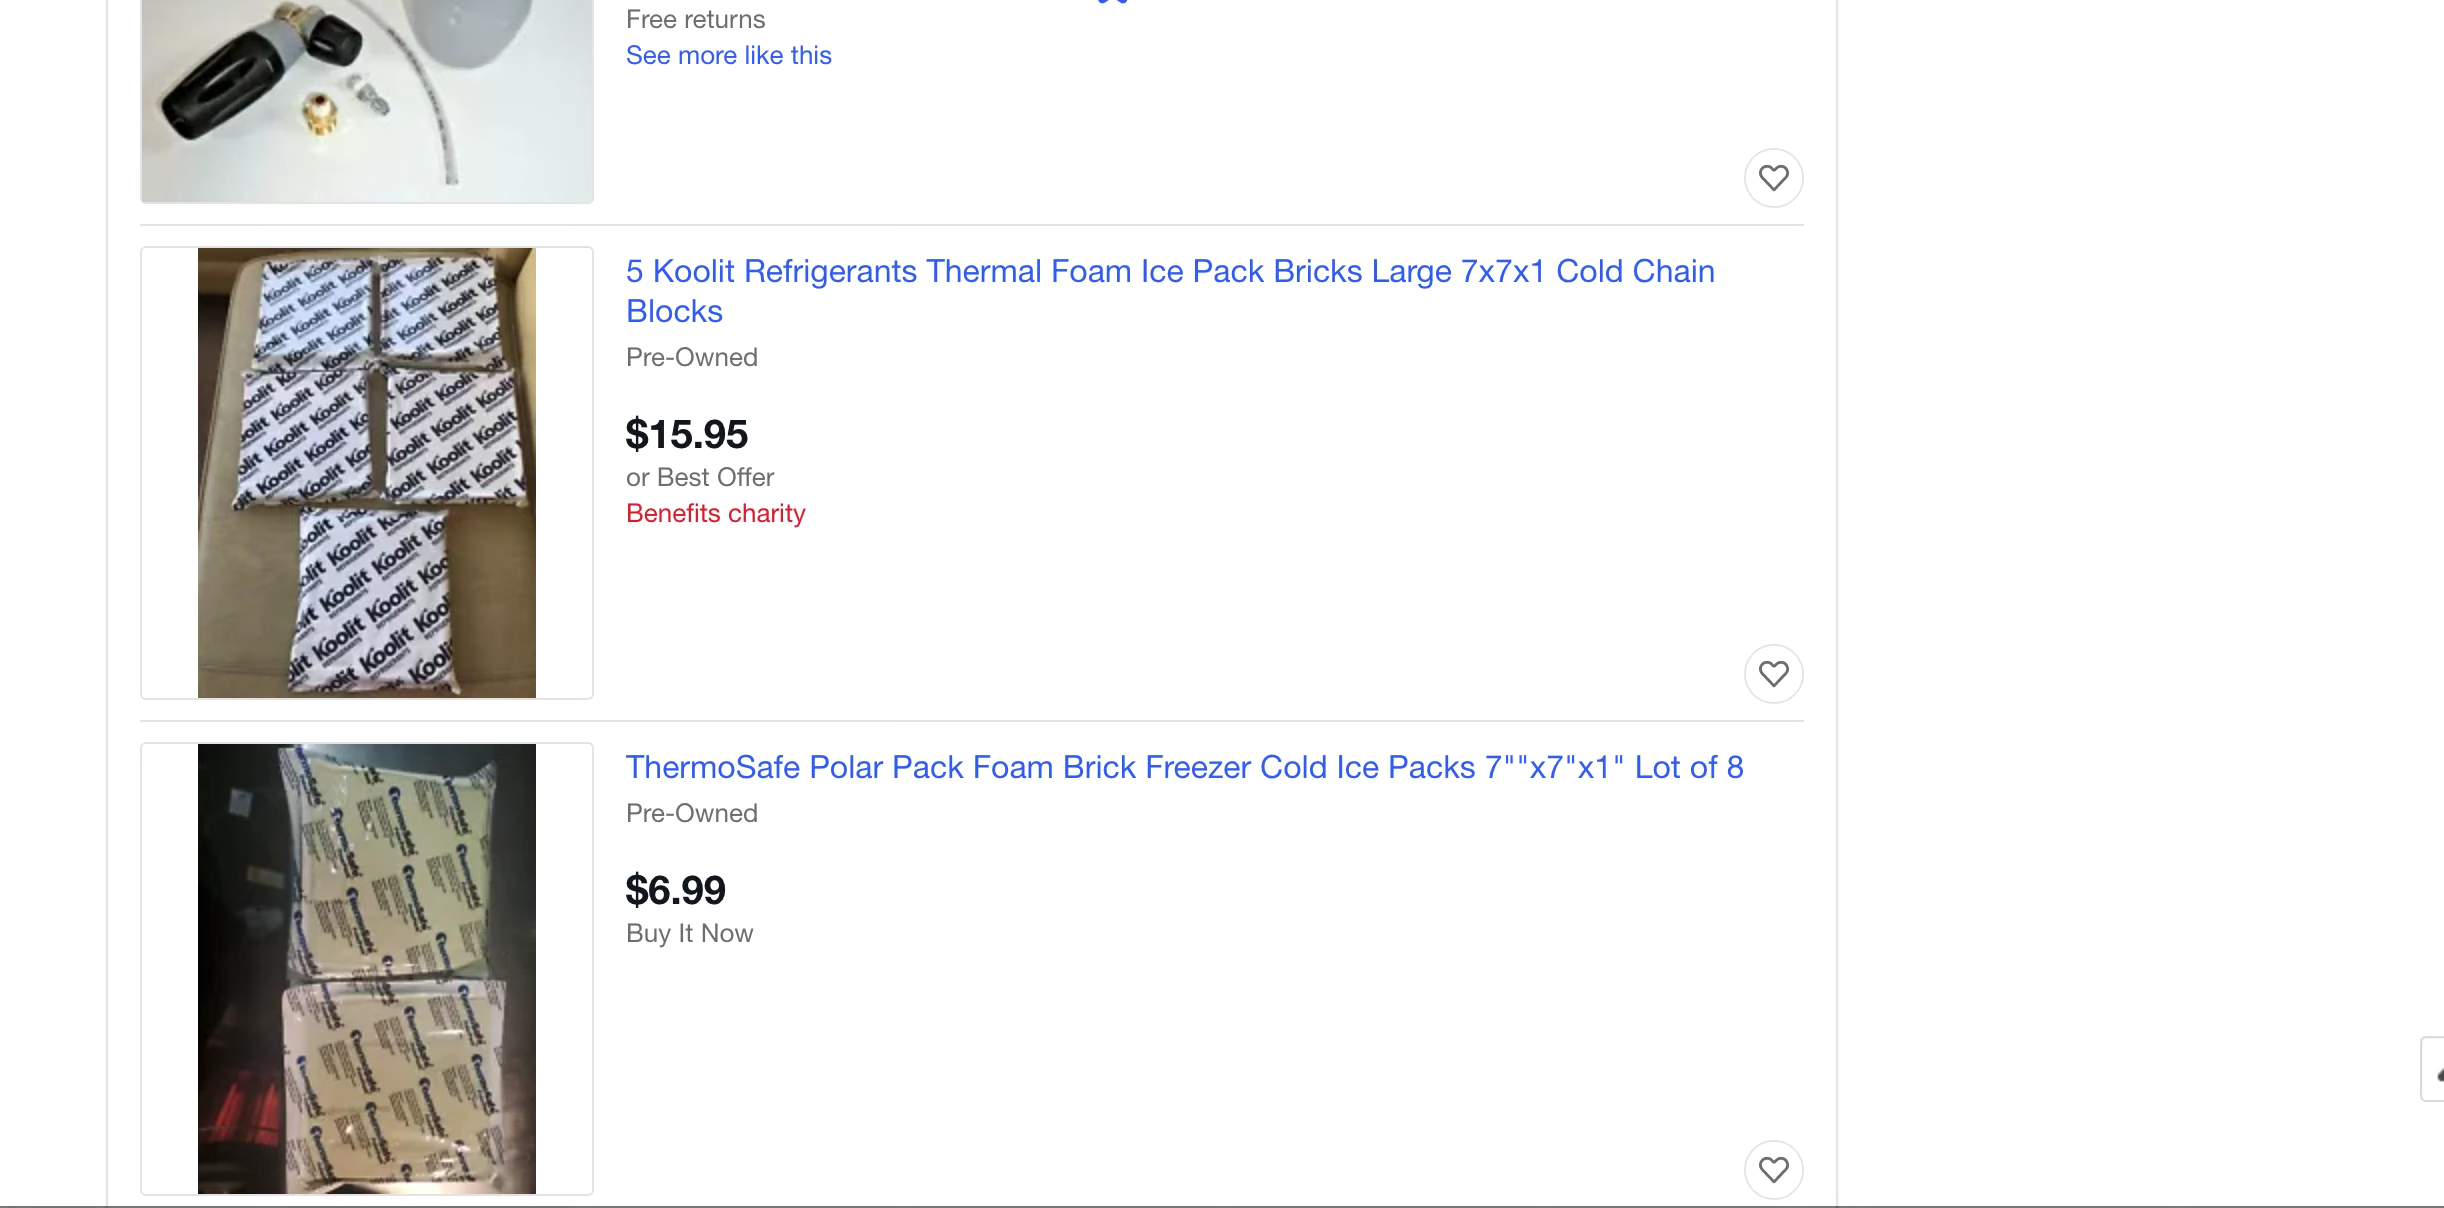 Free returns
See more like this
5 Koolit Refrigerants Thermal Foam Ice Pack Bricks Large 7x7x1 Cold Chain
Blocks
Pre-Owned
$15.95
or Best Offer
Benefits charity
Koolit
ThermoSafe Polar Pack Foam Brick Freezer Cold Ice Packs 7""x7"x1" Lot of 8
Pre-Owned
$6.99
Buy It Now
ThermoSafe